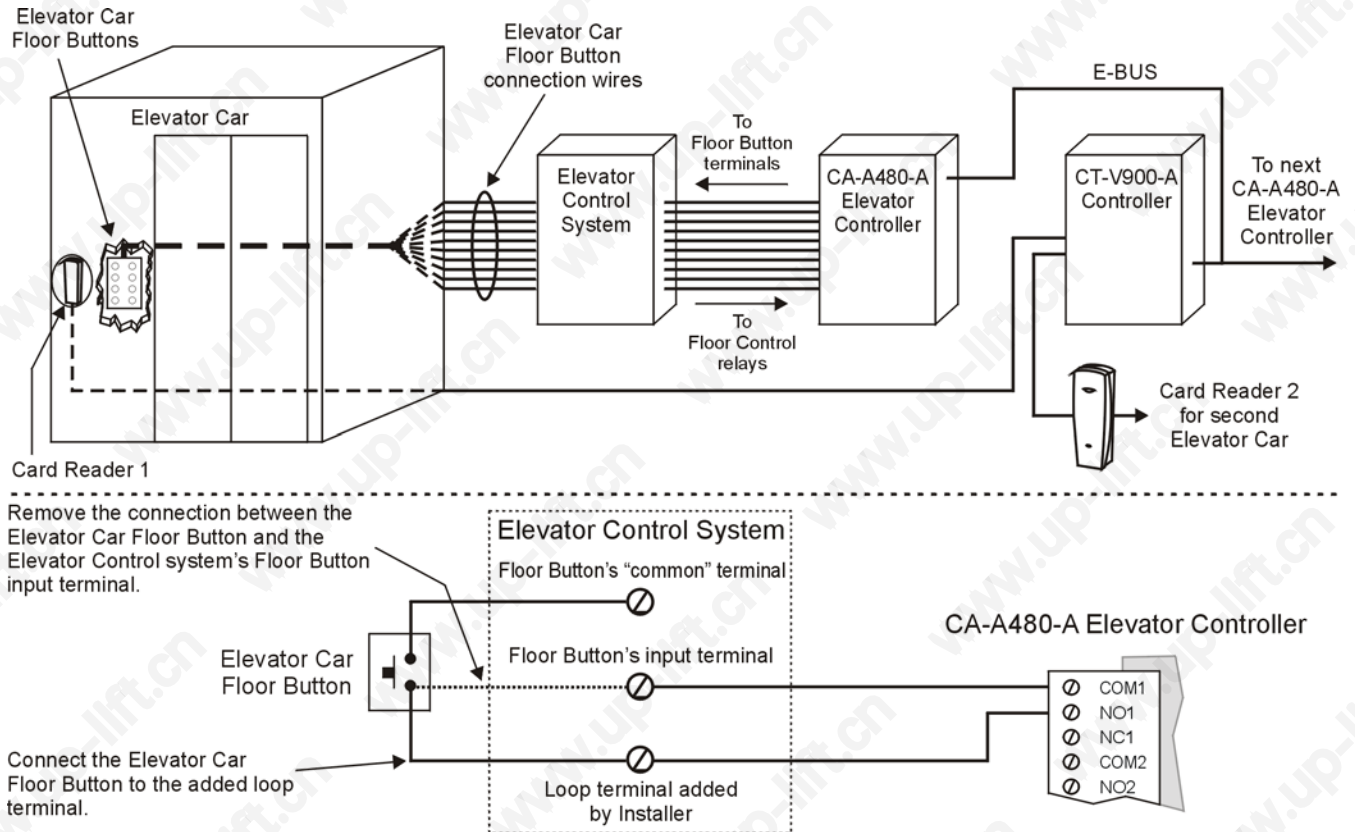 Elevator Car
Floor Buttons
Elevator Car
Floor Button
connection wires
E-BUS
Elevator Car
To
Floor Button
terminals
Elevator
Control
System
CA-A480-A
Elevator
Controller
CT-V900-A
Controller
To next
CA-A480-A
Elevator
Controller
To
Floor Control
relays
Card Reader 2
for second
Elevator Car
Card Reader 1
Remove the connection between the
Elevator Car Floor Button and the
Elevator Control system's Floor Button
input terminal.
Elevator Control System
Floor Button's "common" terminal
CA-A480-A Elevator Controller
Elevator Car
Floor Button
Floor Button's input terminal
COM1
NO1
NC1
COM2
NO2
Connect the Elevator Car
Floor Button to the added loop
terminal.
Loop terminal added
by Installer
www.up-lift.cn